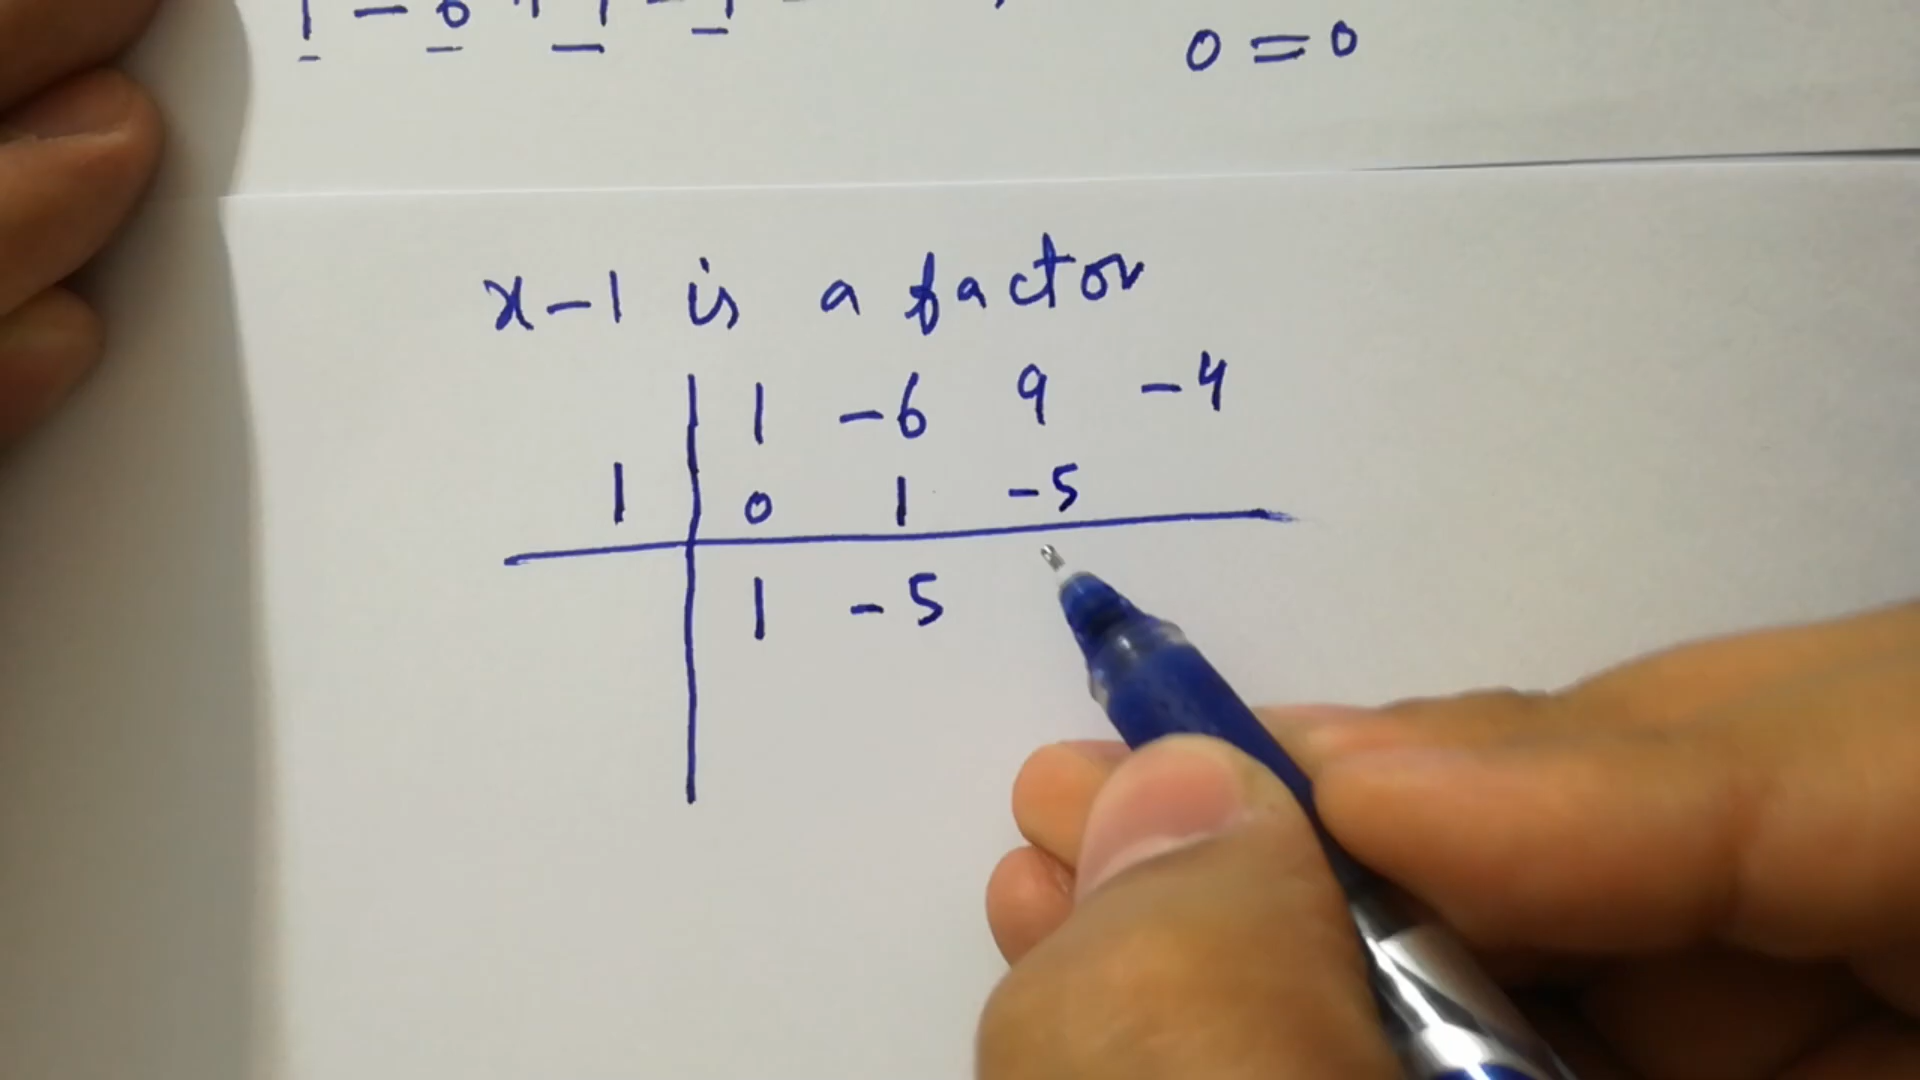 0 = 0
x - 1 is a factor
1 - 6 9 - 4
1 0 1 - 5
1 - 5